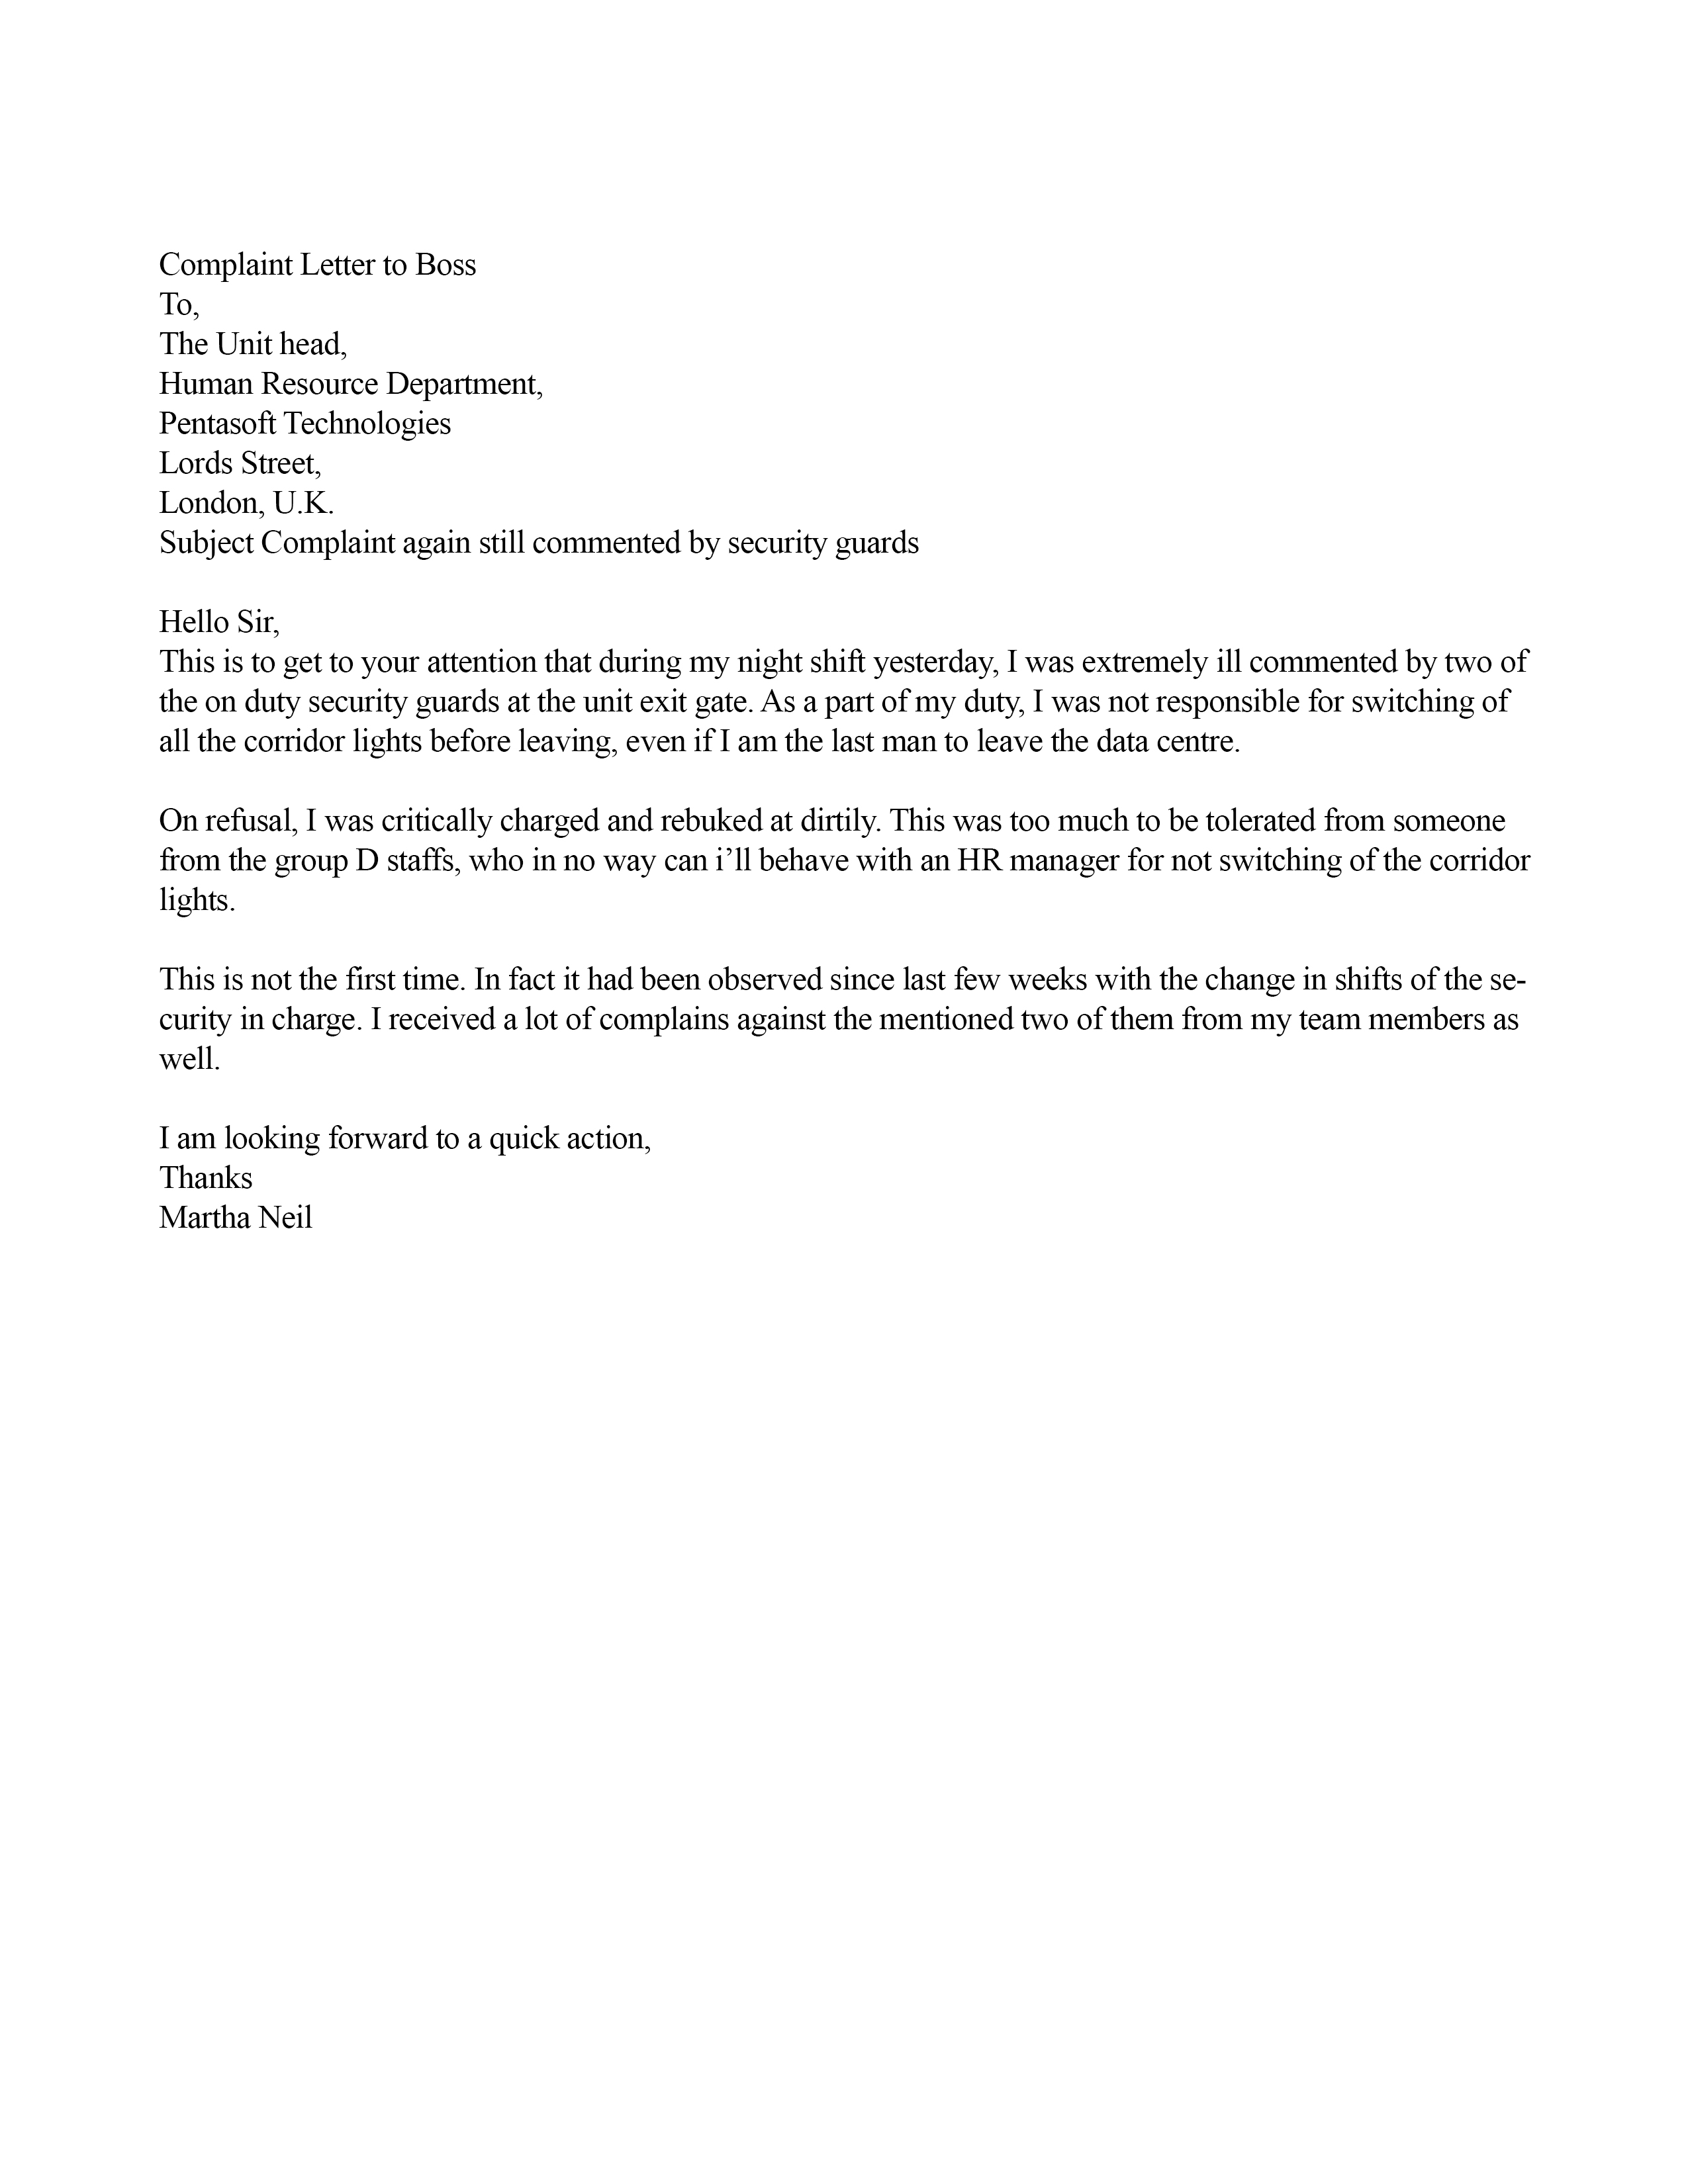 Complaint Letter to Boss
To,
The Unit head,
Human Resource Department,
Pentasoft Technologies
Lords Street,
London, U.K.
Subject Complaint again still commented by security guards
Hello Sir,
This is to get to your attention that during my night shift yesterday, I was extremely ill commented by two of
the on duty security guards at the unit exit gate. As a part of my duty, I was not responsible for switching of
all the corridor lights before leaving, even if I am the last man to leave the data centre.
On refusal, I was critically charged and rebuked at dirtily. This was too much to be tolerated from someone
from the group D staffs, who in no way can i’ll behave with an HR manager for not switching of the corridor
lights.
This is not the first time. In fact it had been observed since last few weeks with the change in shifts of the se-
curity in charge. I received a lot of complains against the mentioned two of them from my team members as
well.
I am looking forward to a quick action,
Thanks
Martha Neil